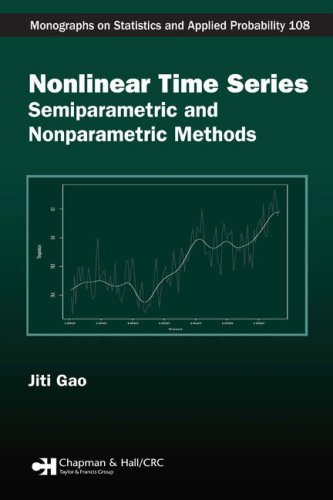 Monographs on Statistics and Applied Probability 108
Nonlinear Time Series
Semiparametric and
Nonparametric Methods
Jiti Gao
Chapman & Hall/CRC
Taylor & Francis Group